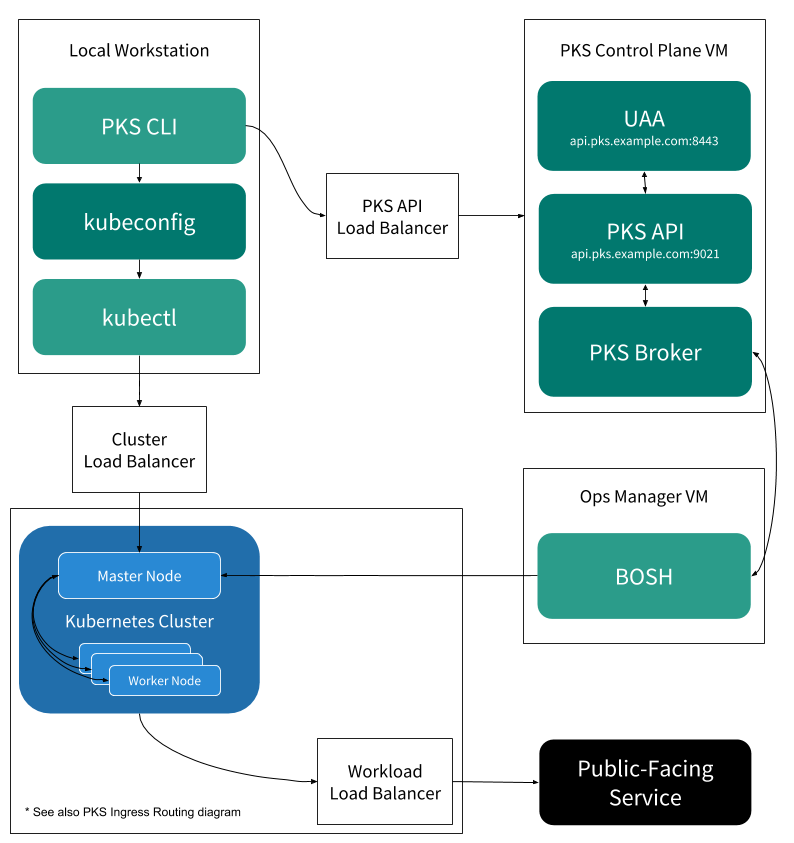 Local Workstation
PKS CLI
kubeconfig
kubectl
PKS API
Load Balancer
PKS Control Plane VM
UAA
api.pks.example.com:8443
PKS API
api.pks.example.com:9021
PKS Broker
Cluster
Load Balancer
Ops Manager VM
BOSH
Master Node
Kubernetes Cluster
Worker Node
Workload
Load Balancer
Public-Facing
Service
* See also PKS Ingress Routing diagram